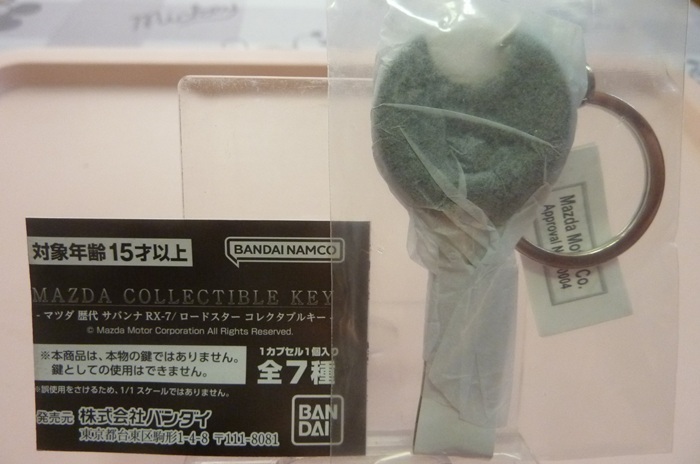 Mickey
対象年齢15才以上
BANDAI NAMCO
MAZDA COLLECTIBLE KEY
- マツダ 歴代 サバンナ RX-7/ ロードスター コレクタブルキー -
© Mazda Motor Corporation All Rights Reserved.
※本商品は、本物の鍵ではありません。
鍵としての使用はできません。
1カプセル1個入り
全7種
※誤使用をさけるため、1/1 スケールではありません。
発売元 株式会社バンダイ
東京都台東区駒形1-4-8 〒111-8081
BAN
DAI
Mazda Mo Co.
Approval N 0004